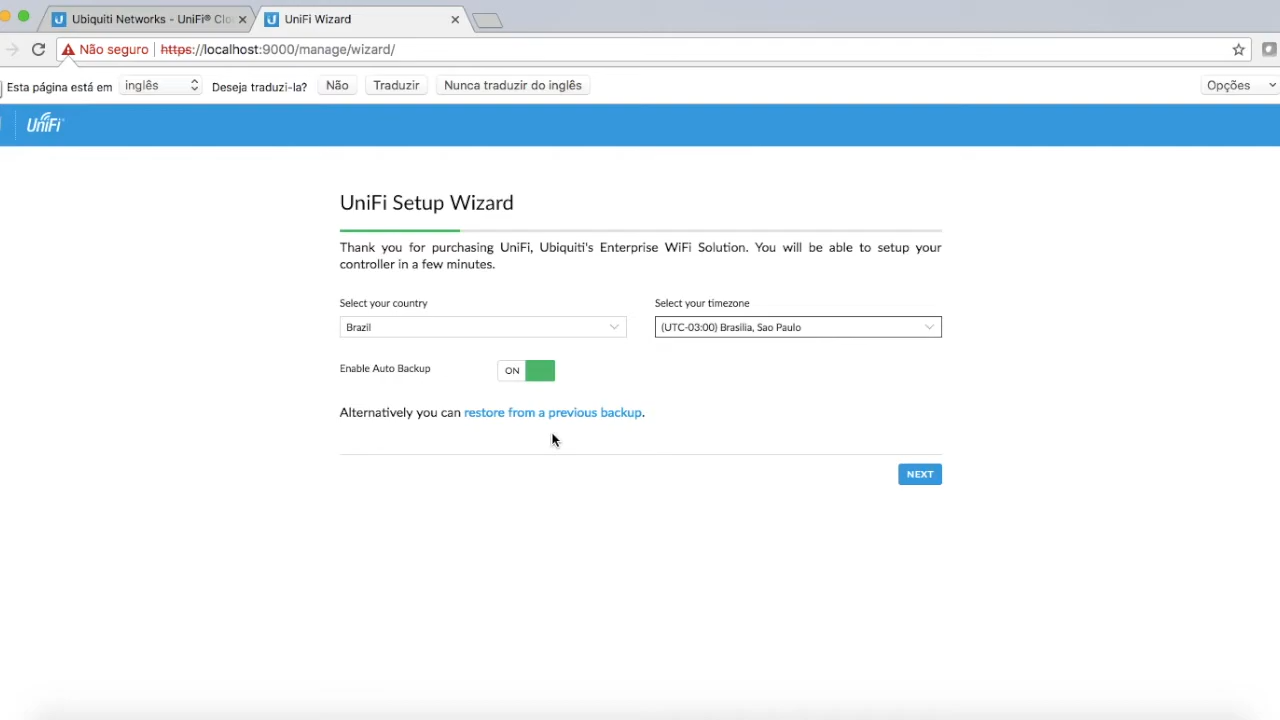 Ubiquiti Networks - UniFi® Clo
UniFi Wizard
Não seguro
https://localhost:9000/manage/wizard/
Esta página está em inglês Deseja traduzi-la? Não Traduzir Nunca traduzir do inglês Opções
UniFi
UniFi Setup Wizard
Thank you for purchasing UniFi, Ubiquiti's Enterprise WiFi Solution. You will be able to setup your
controller in a few minutes.
Select your country
Select your timezone
Brazil
(UTC-03:00) Brasilia, Sao Paulo
Enable Auto Backup
ON
Alternatively you can restore from a previous backup.
NEXT